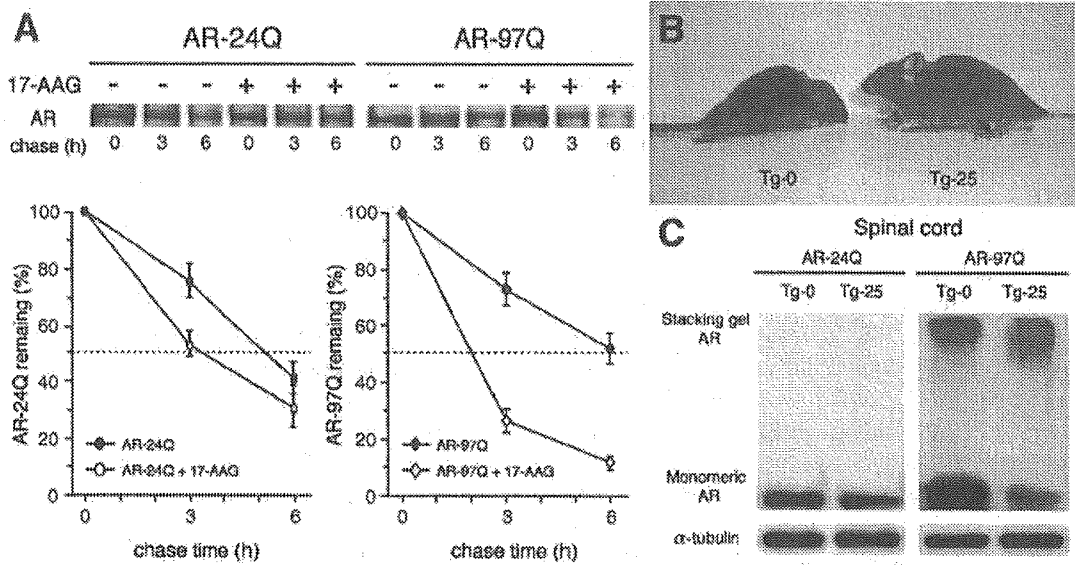 A
AR-24Q AR-97Q
17-AAG - - - + + + - - - + + +
AR
chase (h) 0 3 6 0 3 6 0 3 6 0 3 6
AR-24Q remaing (%)
100
80
60
40
20
0
AR-24Q
AR-24Q + 17-AAG
0 3 6
chase time (h)
AR-97Q remaing (%)
100
80
60
40
20
0
AR-97Q
AR-97Q + 17-AAG
0 3 6
chase time (h)
B
Tg-0 Tg-25
C
Spinal cord
AR-24Q AR-97Q
Tg-0 Tg-25 Tg-0 Tg-25
Stacking gel
AR
Monomeric
AR
α-tubulin